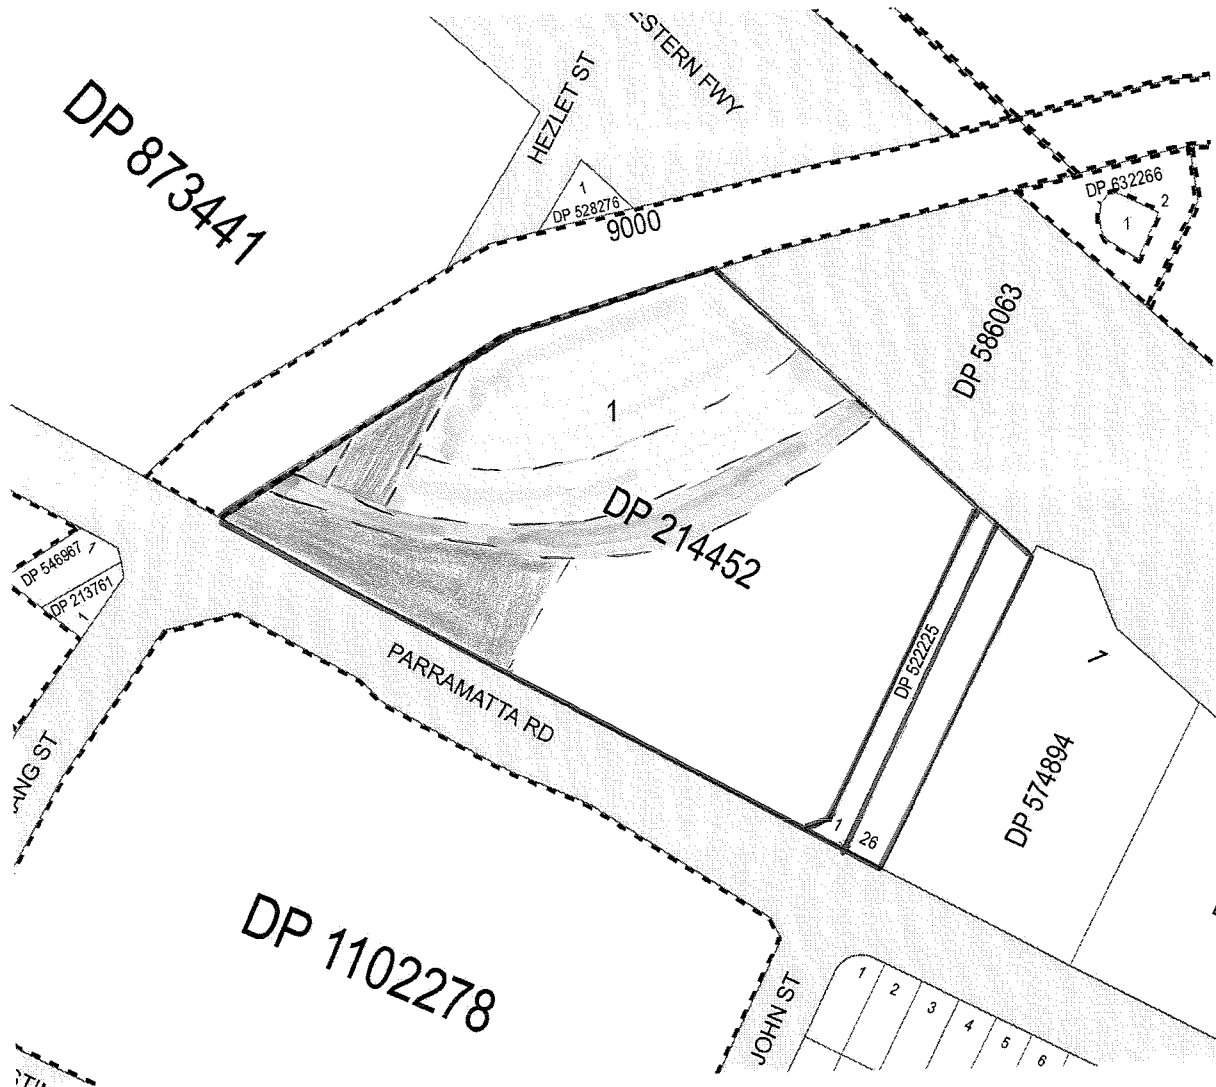 ESTERN FWY
HEZLET ST
DP 873441
1
DP 528276
9000
DP 632266
2
1
DP 586063
1
DP 214452
DP 546967
1
DP 213761
1
DP 522225
PARRAMATTA RD
1
DP 574894
ANG ST
1
26
DP 1102278
JOHN ST
1
2
3
4
5
6